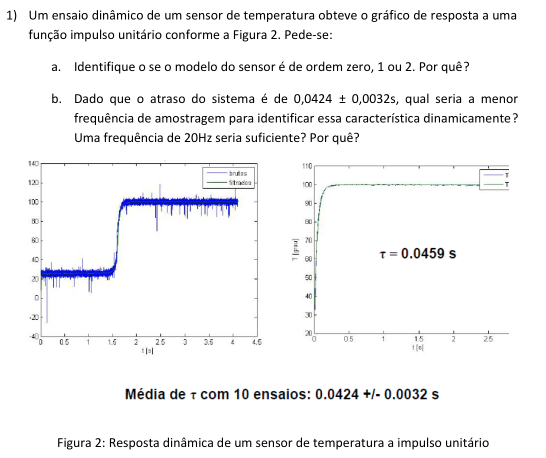 1) Um ensaio dinâmico de um sensor de temperatura obteve o gráfico de resposta a uma
função impulso unitário conforme a Figura 2. Pede-se:
a. Identifique o se o modelo do sensor é de ordem zero, 1 ou 2. Por quê?
b. Dado que o atraso do sistema é de 0,0424 ± 0,0032s, qual seria a menor
frequência de amostragem para identificar essa característica dinamicamente?
Uma frequência de 20Hz seria suficiente? Por quê?
140
120
100
80
60
40
20
0
-20
-40
0 0.5 1 1.5 2 2.5 3 3.5 4 4.5
t [s]
brutos
filtrados
110
100
90
80
70
60
50
40
30
20
T [grau]
0 0.5 1 1.5 2 2.5
t [s]
T
T
τ = 0.0459 s
Média de τ com 10 ensaios: 0.0424 +/- 0.0032 s
Figura 2: Resposta dinâmica de um sensor de temperatura a impulso unitário